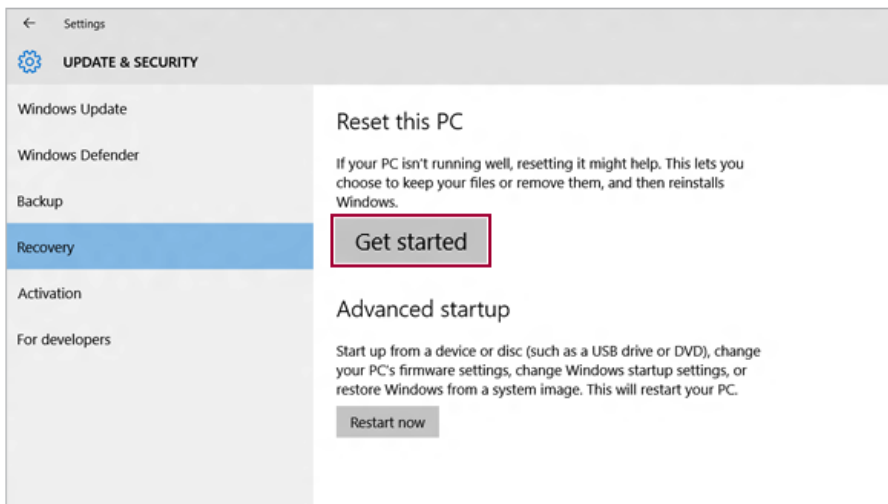 Settings
UPDATE & SECURITY
Windows Update
Windows Defender
Backup
Recovery
Activation
For developers
Reset this PC
If your PC isn't running well, resetting it might help. This lets you
choose to keep your files or remove them, and then reinstalls
Windows.
Get started
Advanced startup
Start up from a device or disc (such as a USB drive or DVD), change
your PC's firmware settings, change Windows startup settings, or
restore Windows from a system image. This will restart your PC.
Restart now